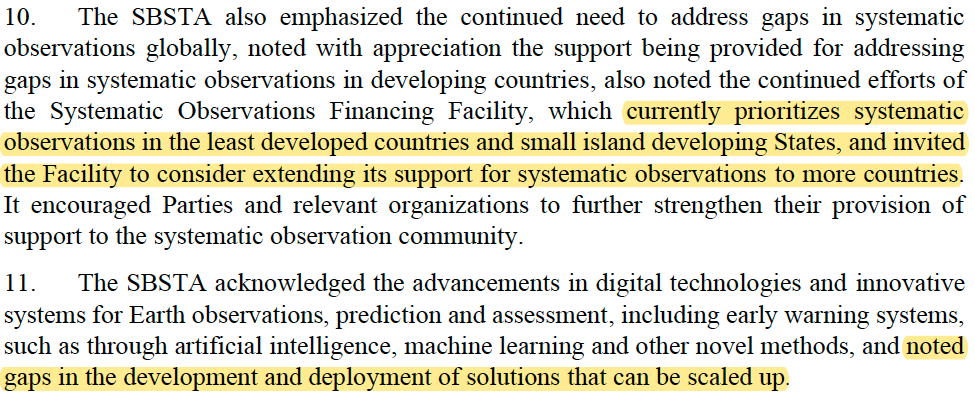 10. The SBSTA also emphasized the continued need to address gaps in systematic
observations globally, noted with appreciation the support being provided for addressing
gaps in systematic observations in developing countries, also noted the continued efforts of
the Systematic Observations Financing Facility, which currently prioritizes systematic
observations in the least developed countries and small island developing States, and invited
the Facility to consider extending its support for systematic observations to more countries.
It encouraged Parties and relevant organizations to further strengthen their provision of
support to the systematic observation community.
11. The SBSTA acknowledged the advancements in digital technologies and innovative
systems for Earth observations, prediction and assessment, including early warning systems,
such as through artificial intelligence, machine learning and other novel methods, and noted
gaps in the development and deployment of solutions that can be scaled up.